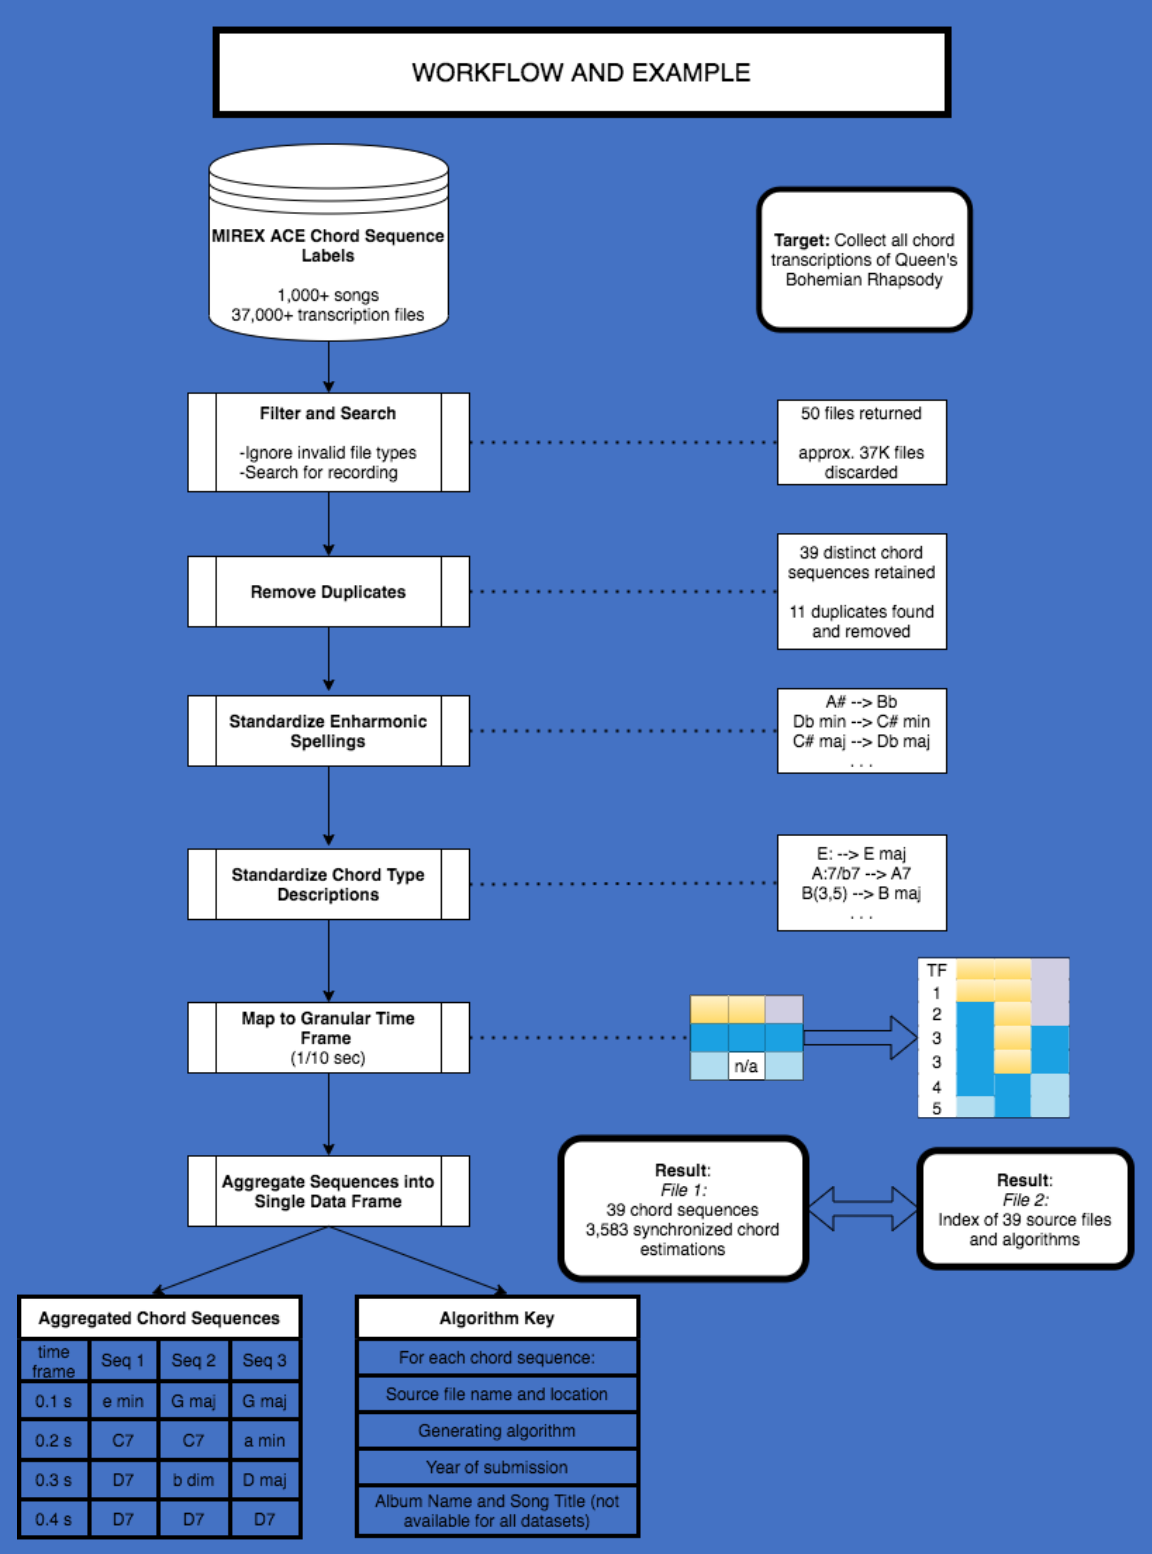 WORKFLOW AND EXAMPLE
MIREX ACE Chord Sequence
Labels
1,000+ songs
37,000+ transcription files
Target: Collect all chord
transcriptions of Queen's
Bohemian Rhapsody
Filter and Search
-Ignore invalid file types
-Search for recording
50 files returned
approx. 37K files
discarded
Remove Duplicates
39 distinct chord
sequences retained
11 duplicates found
and removed
Standardize Enharmonic
Spellings
A# --> Bb
Db min --> C# min
C# maj --> Db maj
. . .
Standardize Chord Type
Descriptions
E: --> E maj
A:7/b7 --> A7
B(3,5) --> B maj
. . .
Map to Granular Time
Frame
(1/10 sec)
n/a
TF
1
2
3
3
4
5
Aggregate Sequences into
Single Data Frame
Result:
File 1:
39 chord sequences
3,583 synchronized chord
estimations
Result:
File 2:
Index of 39 source files
and algorithms
Aggregated Chord Sequences
time frame Seq 1 Seq 2 Seq 3
0.1 s e min G maj G maj
0.2 s C7 C7 a min
0.3 s D7 b dim D maj
0.4 s D7 D7 D7
Algorithm Key
For each chord sequence:
Source file name and location
Generating algorithm
Year of submission
Album Name and Song Title (not
available for all datasets)